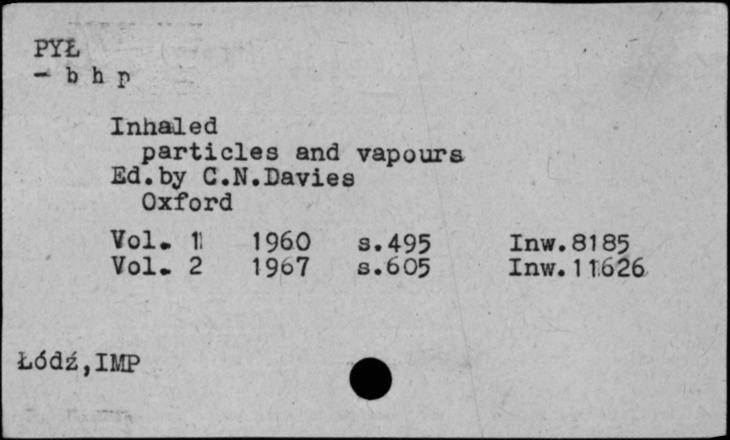 PYŁ
- b h p
Inhaled
particles and vapours
Ed.by C.N.Davies
Oxford
Vol. 1 1960 s.495 Inw.8185
Vol. 2 1967 s.605 Inw.11626
Łódź,IMP